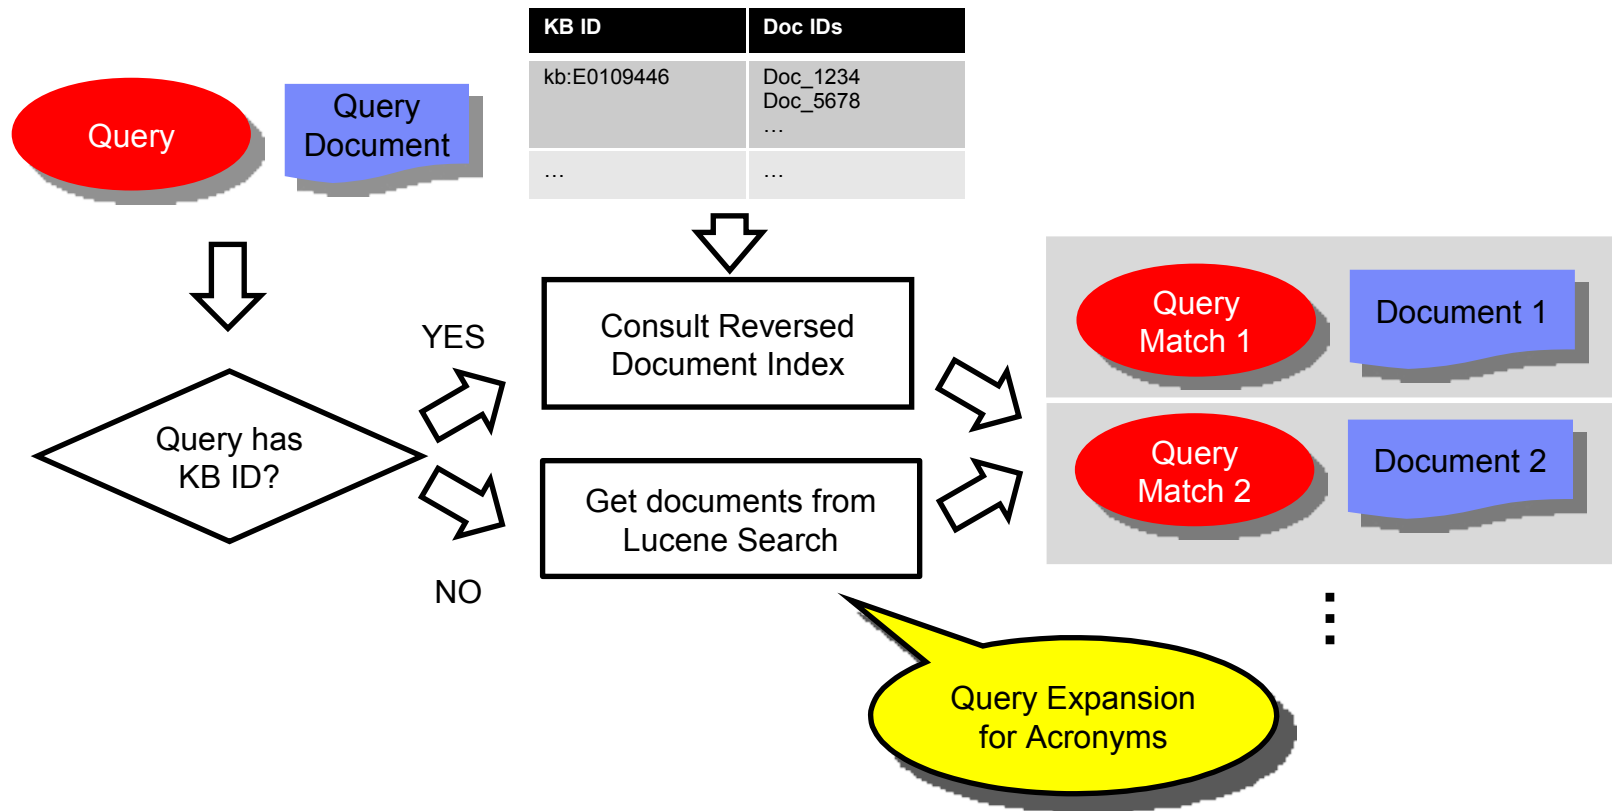 KB ID
Doc IDs
kb:E0109446
Doc_1234
Doc_5678
…
…
…
Query
Query
Document
YES
Consult Reversed
Document Index
Query has
KB ID?
NO
Get documents from
Lucene Search
Query
Match 1
Document 1
Query
Match 2
Document 2
⋮
Query Expansion
for Acronyms